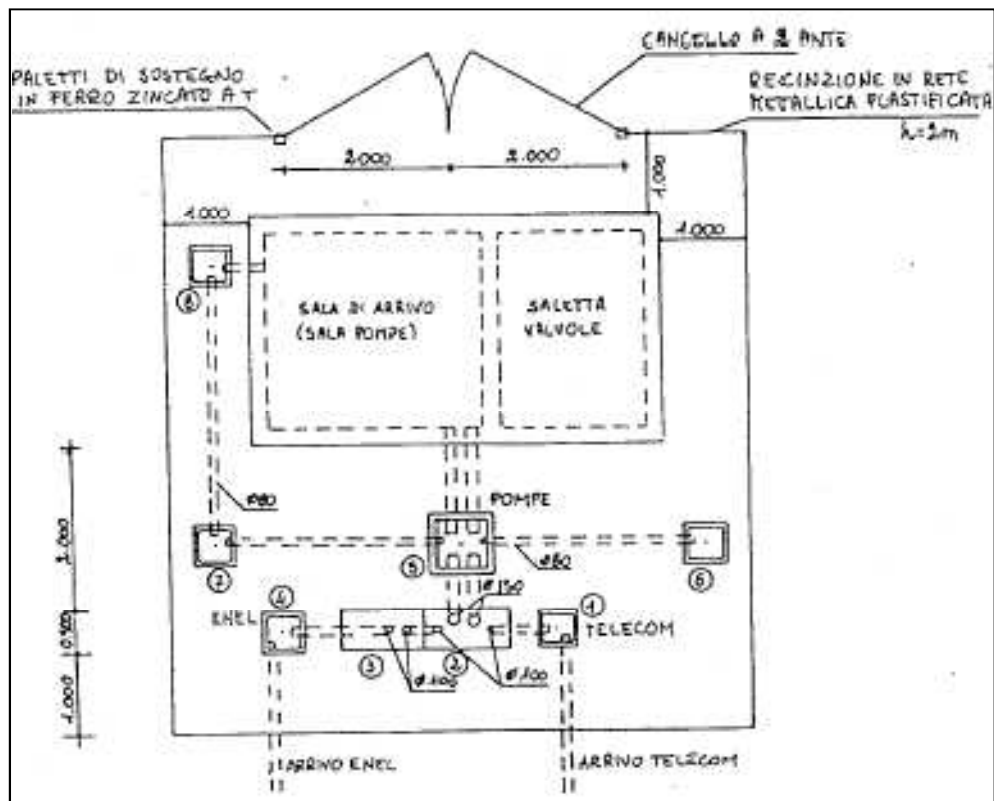 CANCELLO A 2 ANTE
PALETTI DI SOSTEGNO
IN FERRO ZINCATO A T
RECINZIONE IN RETE
METALLICA PLASTIFICATA
h=2m
2.000
2.000
1.000
1.000
1.000
SALA DI ARRIVO
(SALA POMPE)
SALETTA
VALVOLE
8
ø80
2.000
POMPE
5
ø80
7
6
4
ø150
1
ENEL
TELECOM
0.500
3
2
ø100
ø100
1.000
ARRIVO ENEL
ARRIVO TELECOM